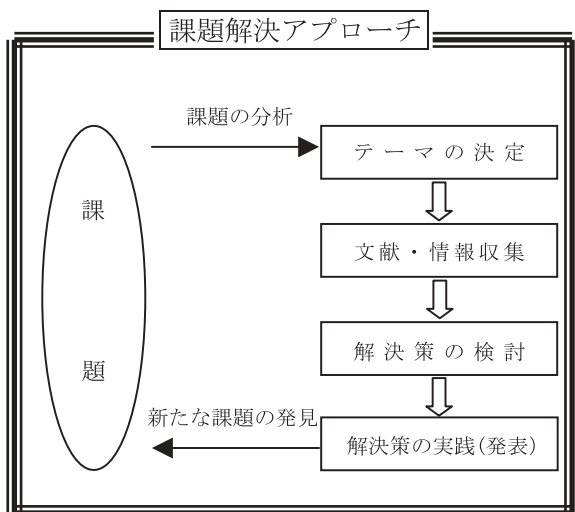 課題解決アプローチ
課題の分析
テーマの決定
課題
文献・情報収集
解決策の検討
新たな課題の発見
解決策の実践(発表)